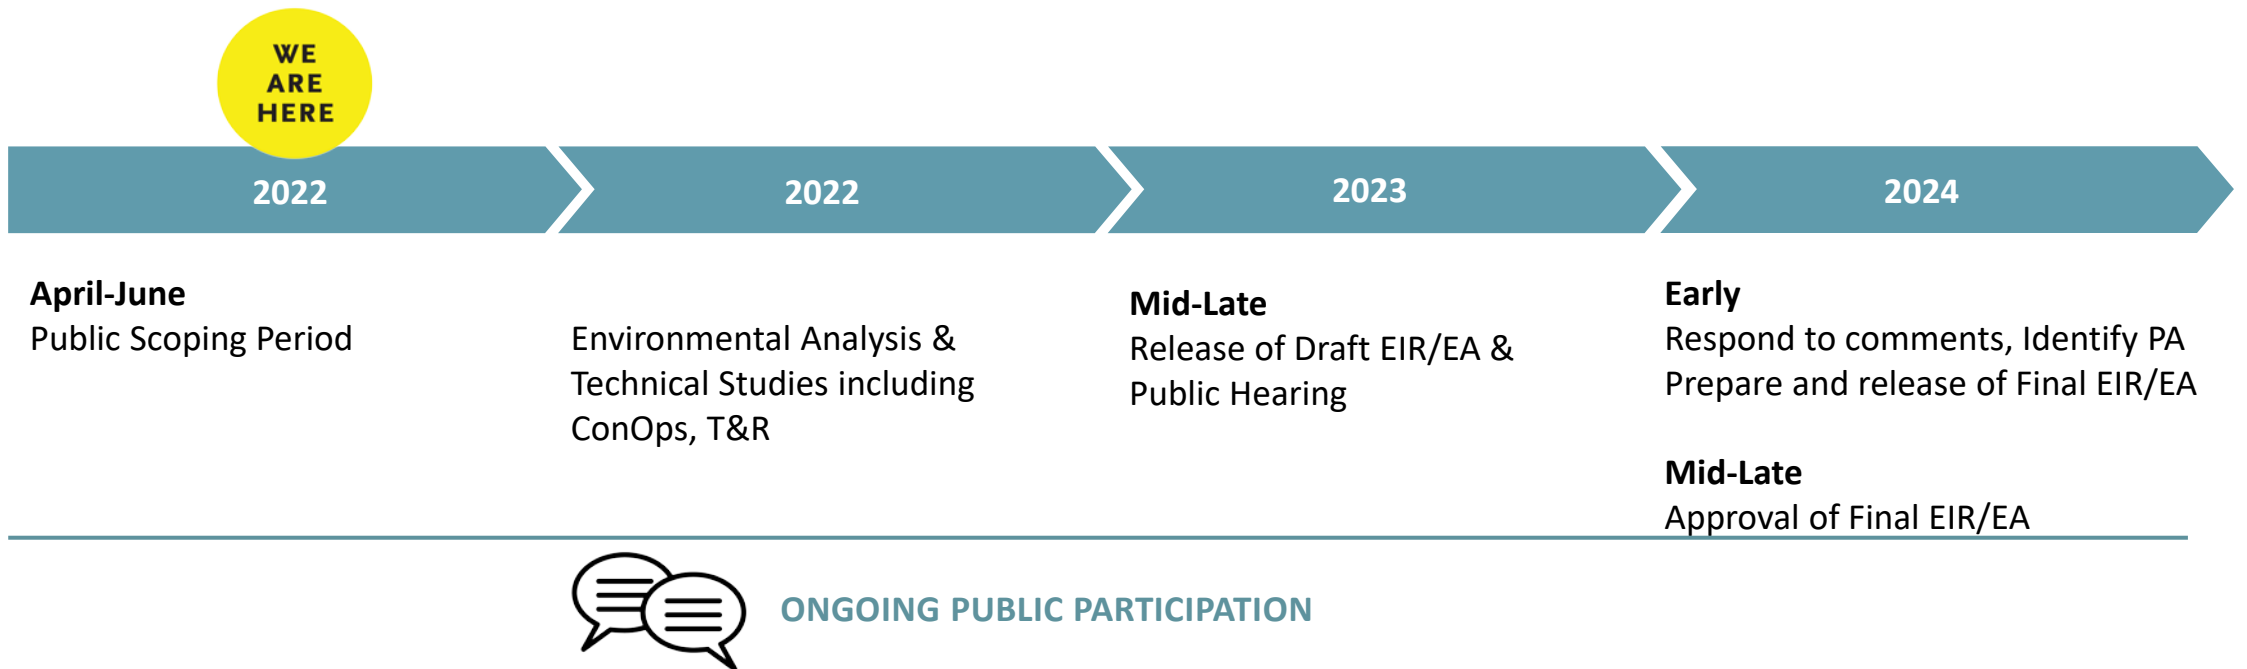 WE
ARE
HERE
2022
2022
2023
2024
April-June
Public Scoping Period
Environmental Analysis &
Technical Studies including
ConOps, T&R
Mid-Late
Release of Draft EIR/EA &
Public Hearing
Early
Respond to comments, Identify PA
Prepare and release of Final EIR/EA
Mid-Late
Approval of Final EIR/EA
ONGOING PUBLIC PARTICIPATION